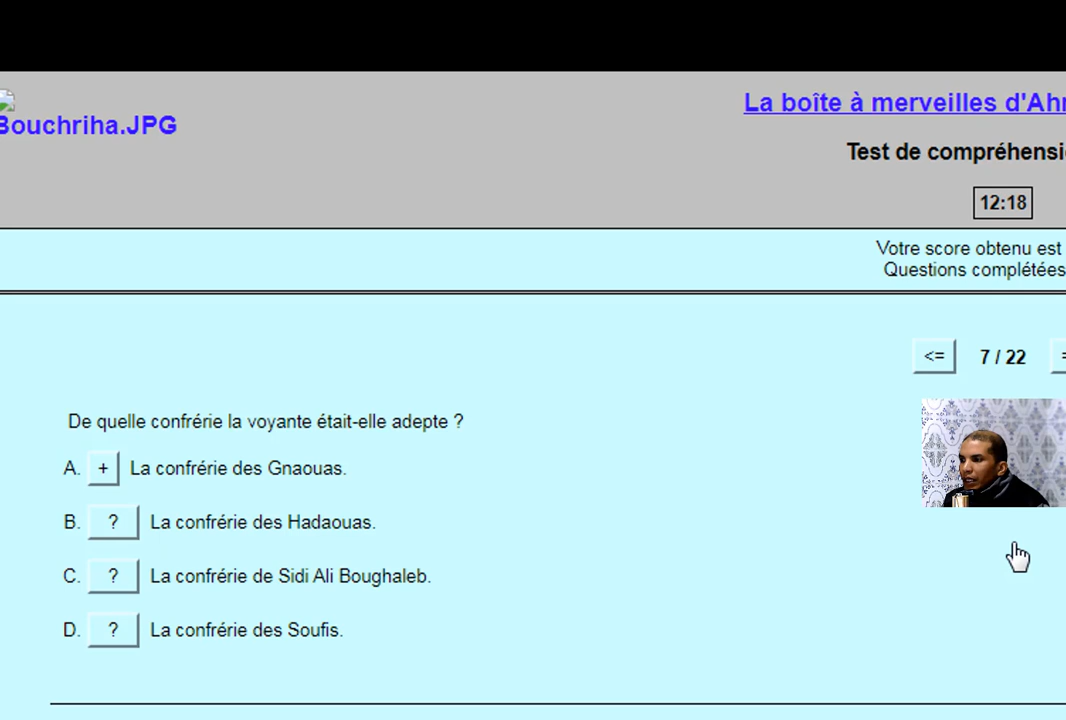 La boîte à merveilles d'Ah
Bouchriha.JPG
Test de compréhensi
12:18
Votre score obtenu est
Questions complétées
<= 7 / 22 =
De quelle confrérie la voyante était-elle adepte ?
A. + La confrérie des Gnaouas.
B. ? La confrérie des Hadaouas.
C. ? La confrérie de Sidi Ali Boughaleb.
D. ? La confrérie des Soufis.